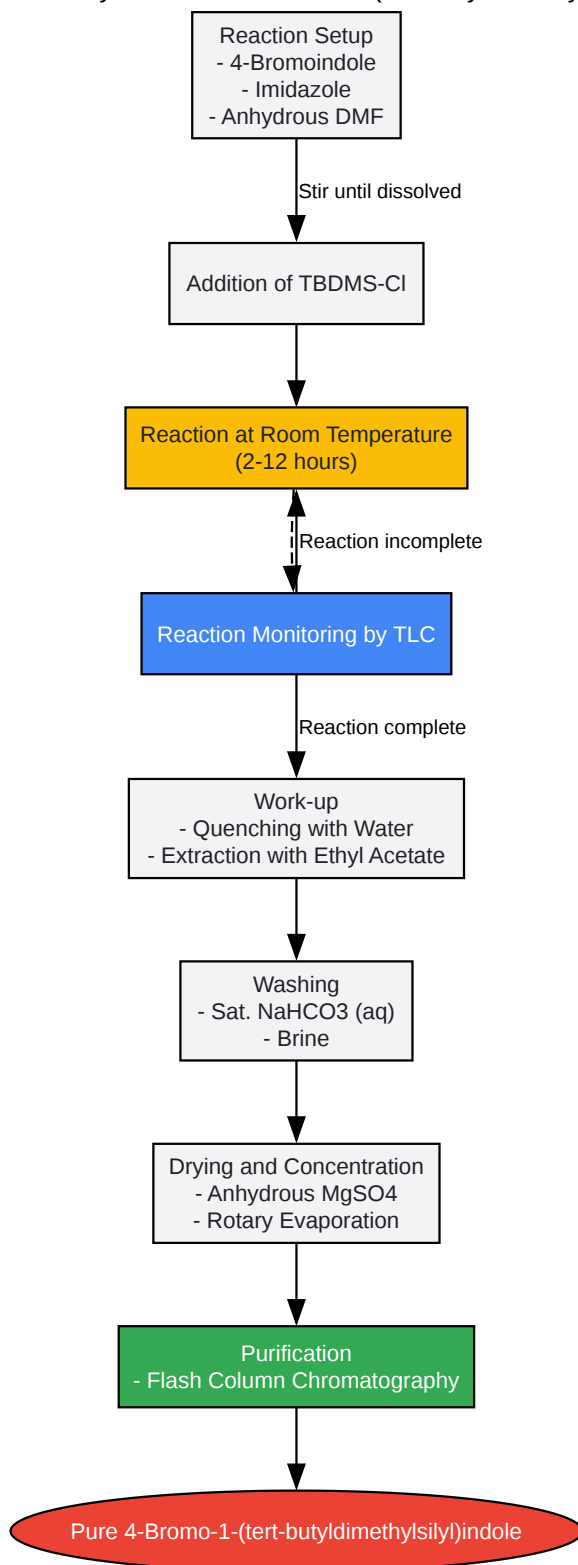 Reaction Setup
- 4-Bromoindole
- Imidazole
- Anhydrous DMF
Stir until dissolved
Addition of TBDMS-Cl
Reaction at Room Temperature
(2-12 hours)
Reaction incomplete
Reaction Monitoring by TLC
Reaction complete
Work-up
- Quenching with Water
- Extraction with Ethyl Acetate
Washing
- Sat. NaHCO3 (aq)
- Brine
Drying and Concentration
- Anhydrous MgSO4
- Rotary Evaporation
Purification
- Flash Column Chromatography
Pure 4-Bromo-1-(tert-butyldimethylsilyl)indole